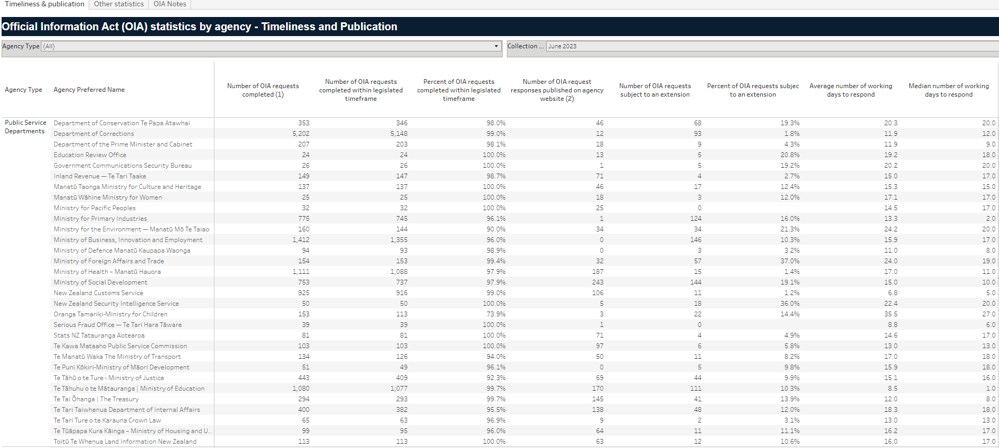 Timeliness & publication Other statistics OIA Notes
Official Information Act (OIA) statistics by agency - Timeliness and Publication
Agency Type (All) Collection ... June 2023
Agency Type Agency Preferred Name Number of OIA requests completed (1) Number of OIA requests completed within legislated timeframe Percent of OIA requests completed within legislated timeframe Number of OIA request responses published on agency website (2) Number of OIA requests subject to an extension Percent of OIA requests subjec to an extension Average number of working days to respond Median number of working days to respond
Public Service Departments
Department of Conservation Te Papa Atawhai 353 346 98.0% 46 68 19.3% 20.3 20.0
Department of Corrections 5,202 5,148 99.0% 12 93 1.8% 11.9 12.0
Department of the Prime Minister and Cabinet 207 203 98.1% 18 9 4.3% 11.9 9.0
Education Review Office 24 24 100.0% 13 5 20.8% 19.2 18.0
Government Communications Security Bureau 26 26 100.0% 1 5 19.2% 20.2 20.0
Inland Revenue — Te Tari Taake 149 147 98.7% 71 4 2.7% 15.0 17.0
Manatū Taonga Ministry for Culture and Heritage 137 137 100.0% 46 17 12.4% 15.3 15.0
Manatū Wāhine Ministry for Women 25 25 100.0% 18 3 12.0% 17.1 17.0
Ministry for Pacific Peoples 32 32 100.0% 25 0 14.5 17.0
Ministry for Primary Industries 775 745 96.1% 1 124 16.0% 13.3 2.0
Ministry for the Environment — Manatū Mō Te Taiao 160 144 90.0% 34 34 21.3% 24.2 20.0
Ministry of Business, Innovation and Employment 1,412 1,355 96.0% 0 146 10.3% 15.9 17.0
Ministry of Defence Manatū Kaupapa Waonga 94 93 98.9% 0 3 3.2% 11.0 8.0
Ministry of Foreign Affairs and Trade 154 153 99.4% 32 57 37.0% 24.0 19.0
Ministry of Health – Manatū Hauora 1,111 1,088 97.9% 187 15 1.4% 17.0 11.0
Ministry of Social Development 753 737 97.9% 243 144 19.1% 15.0 10.0
New Zealand Customs Service 925 916 99.0% 106 11 1.2% 6.8 5.0
New Zealand Security Intelligence Service 50 50 100.0% 5 18 36.0% 22.4 20.0
Oranga Tamariki-Ministry for Children 153 113 73.9% 3 22 14.4% 35.5 27.0
Serious Fraud Office — Te Tari Hara Tāware 39 39 100.0% 1 0 8.8 6.0
Stats NZ Tatauranga Aotearoa 81 81 100.0% 71 4 4.9% 14.6 17.0
Te Kawa Mataaho Public Service Commission 103 103 100.0% 97 6 5.8% 13.0 13.0
Te Manatū Waka The Ministry of Transport 134 126 94.0% 50 11 8.2% 17.0 18.0
Te Puni Kōkiri-Ministry of Māori Development 51 49 96.1% 0 5 9.8% 15.9 18.0
Te Tāhū o te Ture - Ministry of Justice 443 409 92.3% 69 44 9.9% 15.1 16.0
Te Tāhuhu o te Mātauranga | Ministry of Education 1,080 1,077 99.7% 170 111 10.3% 8.5 1.0
Te Tai Ōhanga | The Treasury 294 293 99.7% 145 41 13.9% 12.0 8.0
Te Tari Taiwhenua Department of Internal Affairs 400 382 95.5% 138 48 12.0% 18.3 18.0
Te Tari Ture o te Karauna Crown Law 65 63 96.9% 9 2 3.1% 13.0 13.0
Te Tūāpapa Kura Kāinga – Ministry of Housing and U.. 99 95 96.0% 64 11 11.1% 16.2 17.0
Toitū Te Whenua Land Information New Zealand 113 113 100.0% 63 12 10.6% 16.0 17.0